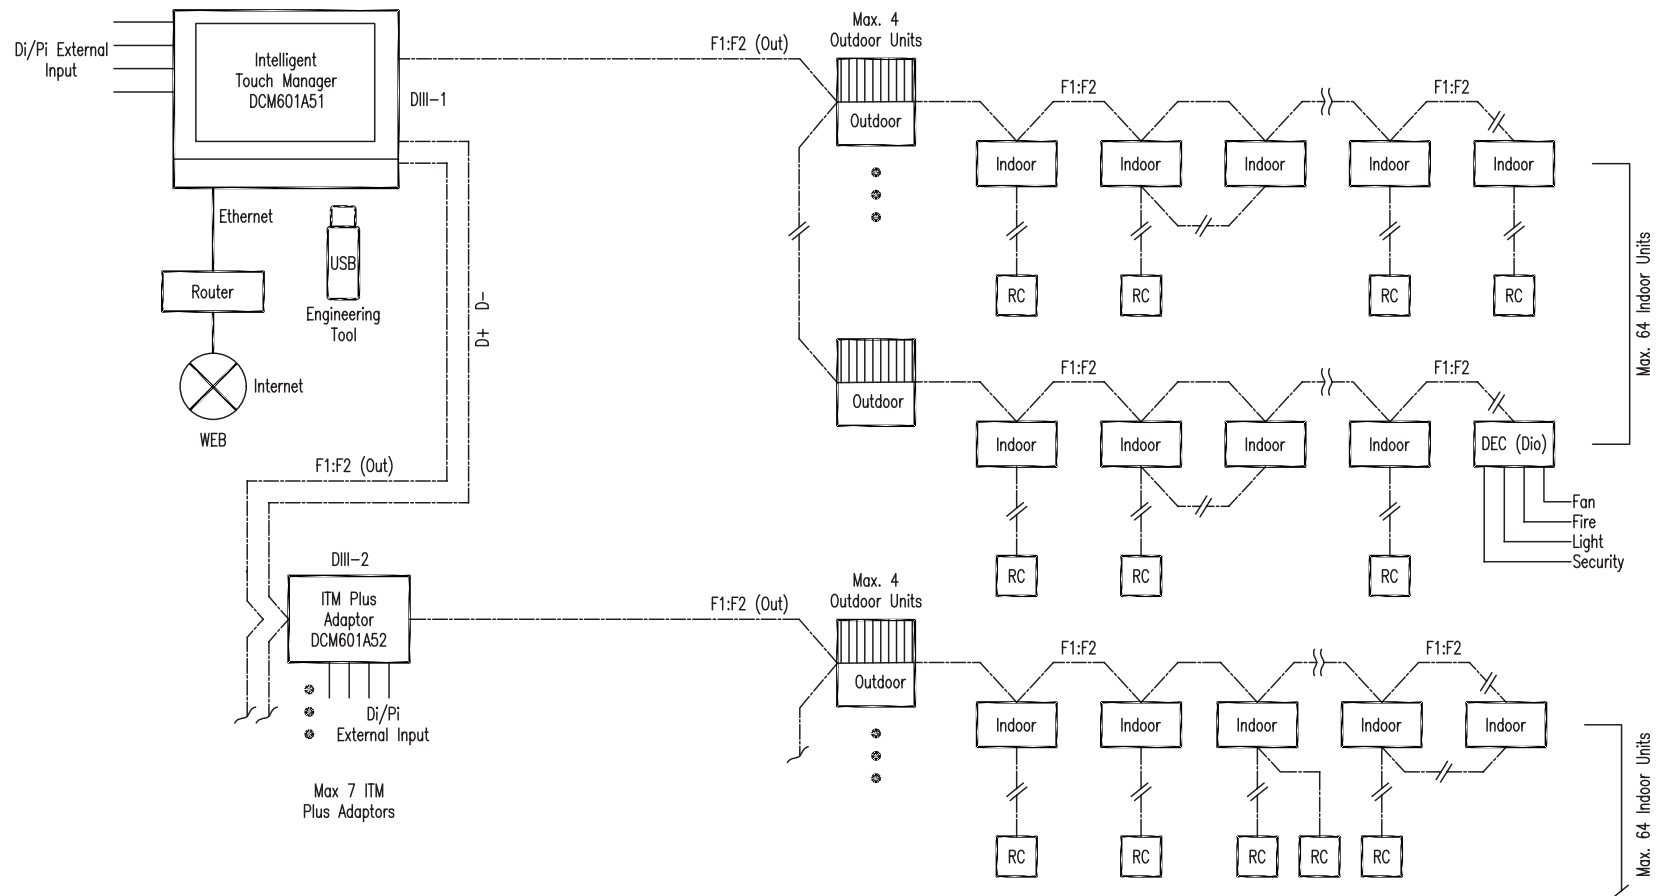 Di/Pi External
Input
Intelligent
Touch Manager
DCM601A51
DIII-1
F1:F2 (Out)
Max. 4
Outdoor Units
Outdoor
F1:F2
F1:F2
Indoor
Indoor
Indoor
Indoor
Indoor
RC
RC
RC
RC
Max. 64 Indoor Units
Ethernet
Router
Internet
WEB
USB
Engineering
Tool
D+ D-
F1:F2 (Out)
Outdoor
F1:F2
F1:F2
Indoor
Indoor
Indoor
Indoor
DEC (Dio)
Fan
Fire
Light
Security
RC
RC
RC
DIII-2
ITM Plus
Adaptor
DCM601A52
Di/Pi
External Input
Max 7 ITM
Plus Adaptors
F1:F2 (Out)
Max. 4
Outdoor Units
Outdoor
F1:F2
F1:F2
Indoor
Indoor
Indoor
Indoor
Indoor
RC
RC
RC
RC
RC
Max. 64 Indoor Units